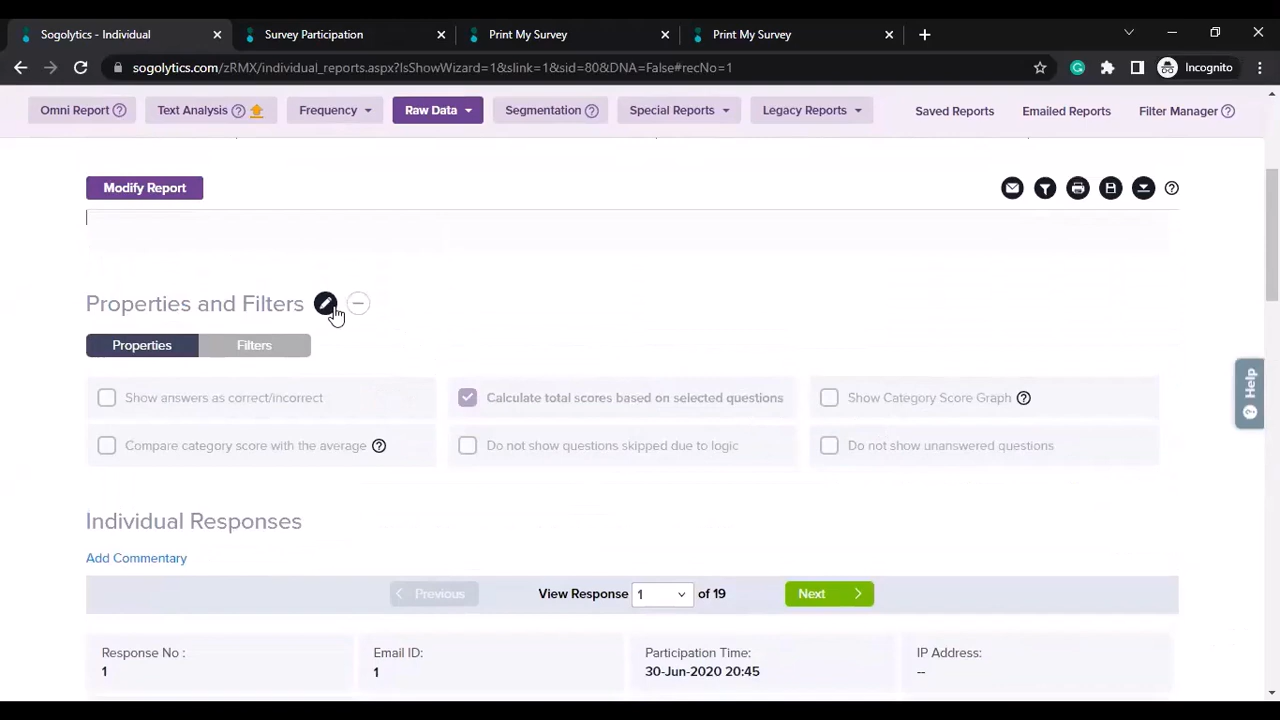 Sogolytics - Individual
Survey Participation
Print My Survey
Print My Survey
sogolytics.com/zRMX/individual_reports.aspx?IsShowWizard=1&slink=1&sid=80&DNA=False#recNo=1
Incognito
Omni Report ?
Text Analysis ?
Frequency
Raw Data
Segmentation ?
Special Reports
Legacy Reports
Saved Reports
Emailed Reports
Filter Manager ?
Modify Report
?
Properties and Filters
Properties
Filters
Show answers as correct/incorrect
Calculate total scores based on selected questions
Show Category Score Graph ?
Compare category score with the average ?
Do not show questions skipped due to logic
Do not show unanswered questions
? Help
Individual Responses
Add Commentary
Previous
View Response 1 of 19
Next
Response No :
Email ID:
Participation Time:
IP Address:
1
1
30-Jun-2020 20:45
--